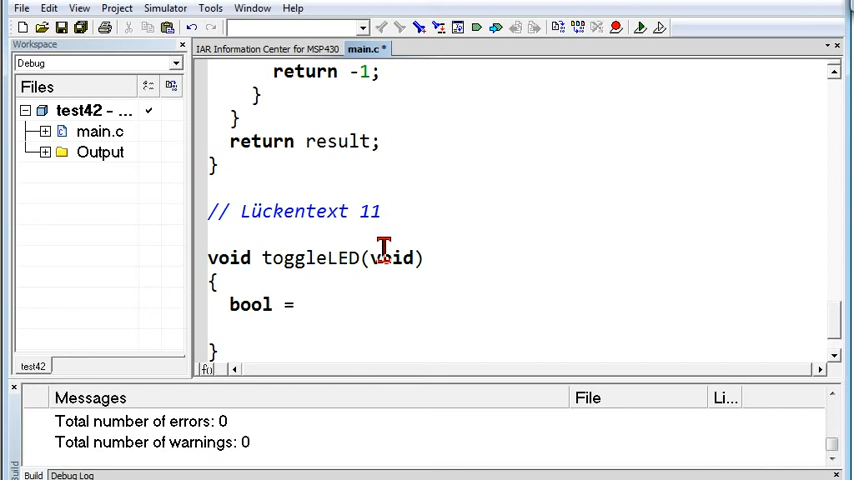 File Edit View Project Simulator Tools Window Help
Workspace
IAR Information Center for MSP430 main.c *
Debug
Files
test42 - ...
main.c
Output
test42
return -1;
}
}
return result;
}
// Lückentext 11
void toggleLED(void)
{
bool =
}
f()
Messages File Li...
Total number of errors: 0
Total number of warnings: 0
Build
Build Debug Log